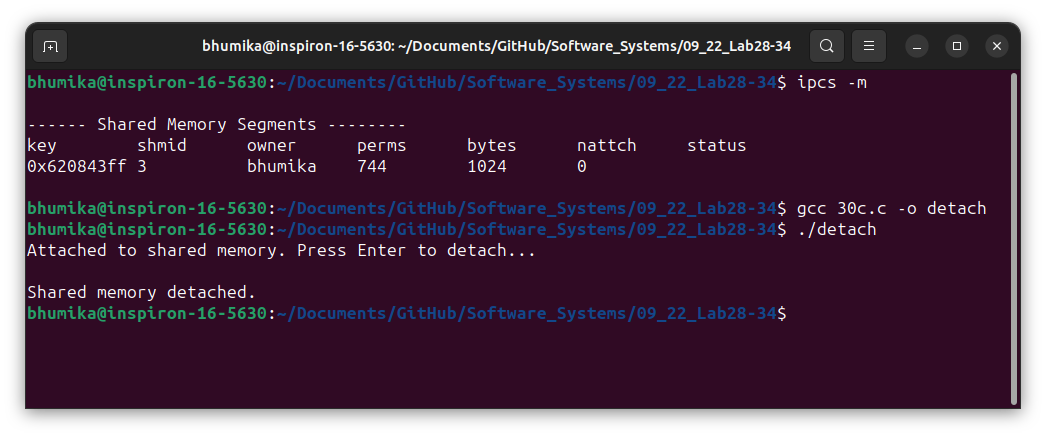 bhumika@inspiron-16-5630: ~/Documents/GitHub/Software_Systems/09_22_Lab28-34
bhumika@inspiron-16-5630:~/Documents/GitHub/Software_Systems/09_22_Lab28-34$ ipcs -m
------ Shared Memory Segments --------
key        shmid      owner      perms      bytes      nattch     status
0x620843ff 3          bhumika    744        1024       0
bhumika@inspiron-16-5630:~/Documents/GitHub/Software_Systems/09_22_Lab28-34$ gcc 30c.c -o detach
bhumika@inspiron-16-5630:~/Documents/GitHub/Software_Systems/09_22_Lab28-34$ ./detach
Attached to shared memory. Press Enter to detach...
Shared memory detached.
bhumika@inspiron-16-5630:~/Documents/GitHub/Software_Systems/09_22_Lab28-34$